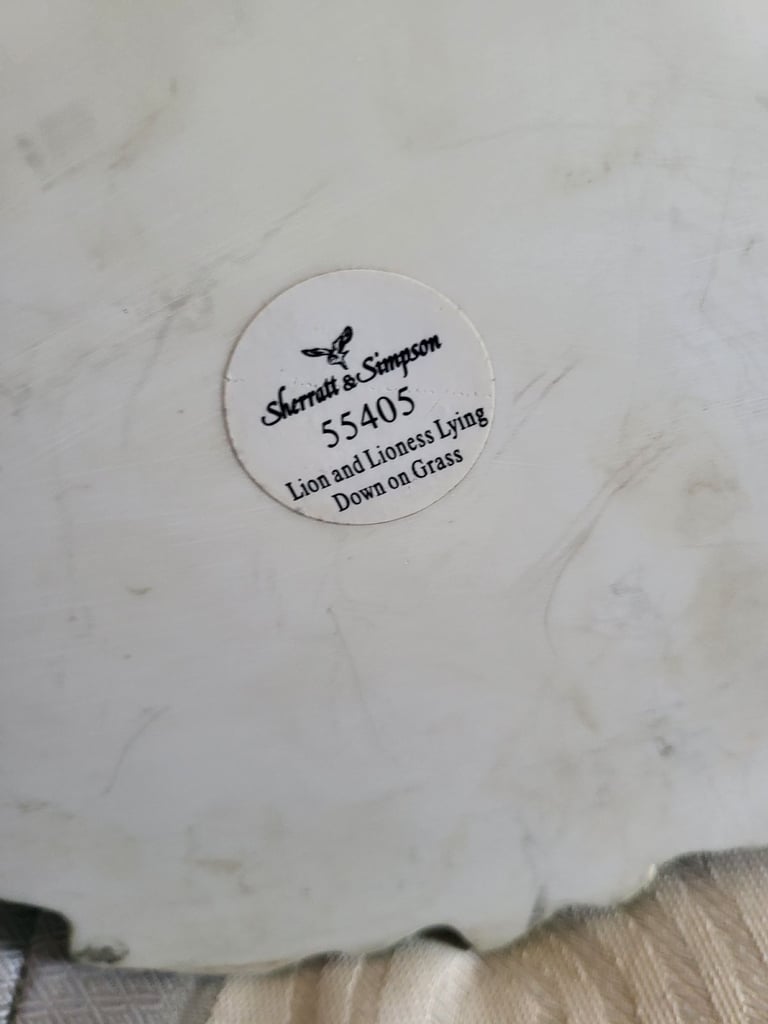 Sherratt & Simpson
55405
Lion and Lioness Lying
Down on Grass